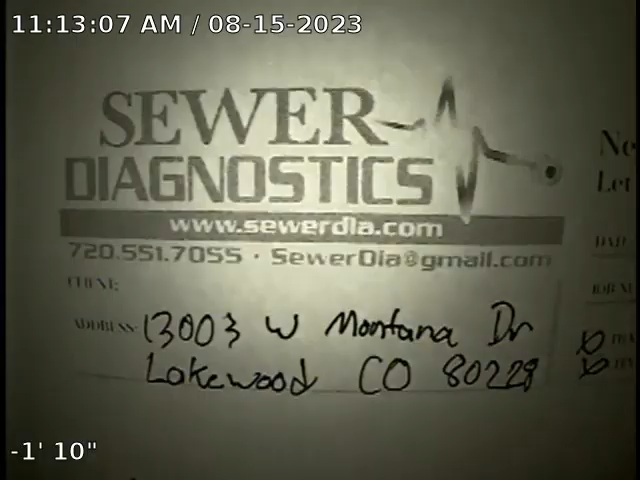 11:13:07 AM / 08-15-2023
SEWER
DIAGNOSTICS
www.sewerdia.com
720.551.7055 · SewerDia@gmail.com
CLIENT:
ADDRESS: 13003 W Montana Dr
Lakewood CO 80228
-1' 10"